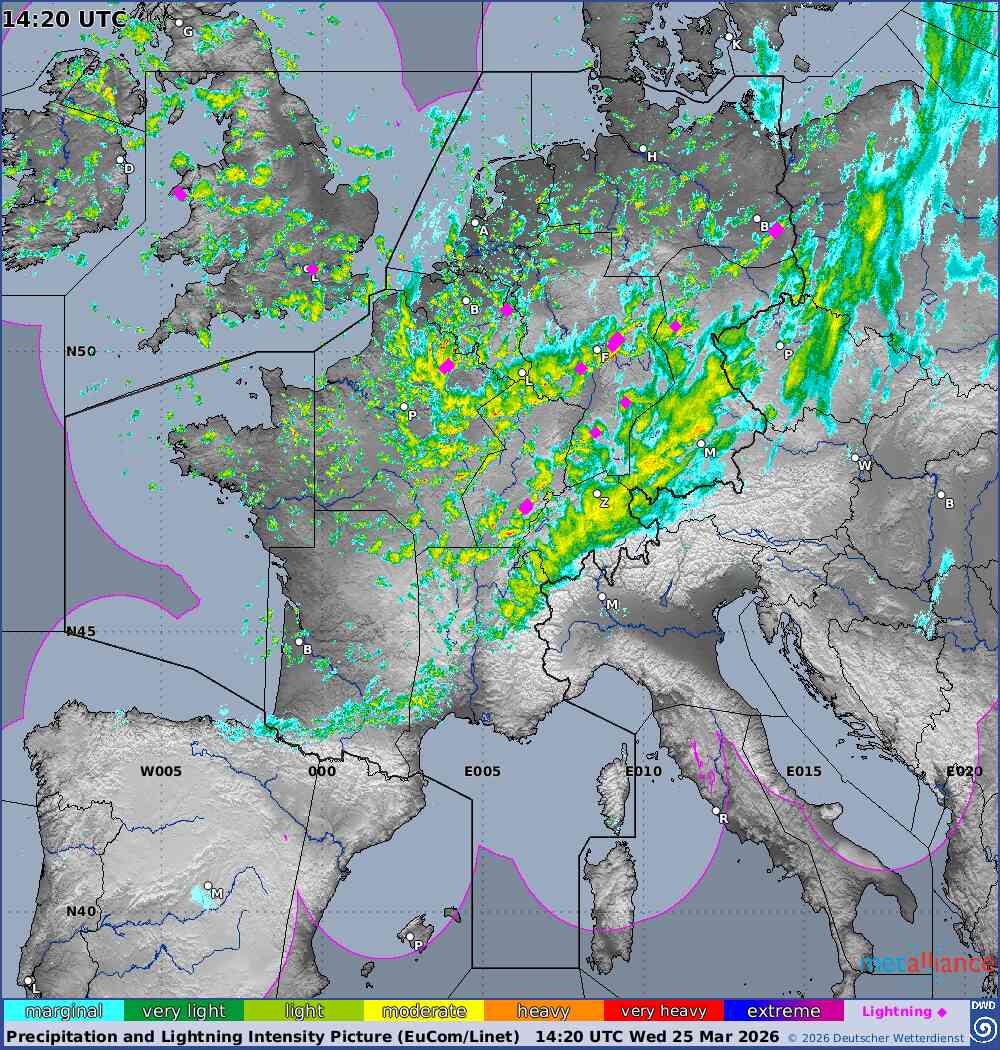 14:20 UTC
G
K
D
H
A
B
L
B
N50
F
P
L
P
M
W
Z
B
M
N45
B
W005
000
E005
E010
E015
E020
R
M
N40
P
L
metalliance
marginal very light light moderate heavy very heavy extreme Lightning
DWD
Precipitation and Lightning Intensity Picture (EuCom/Linet) 14:20 UTC Wed 25 Mar 2026 © 2026 Deutscher Wetterdienst